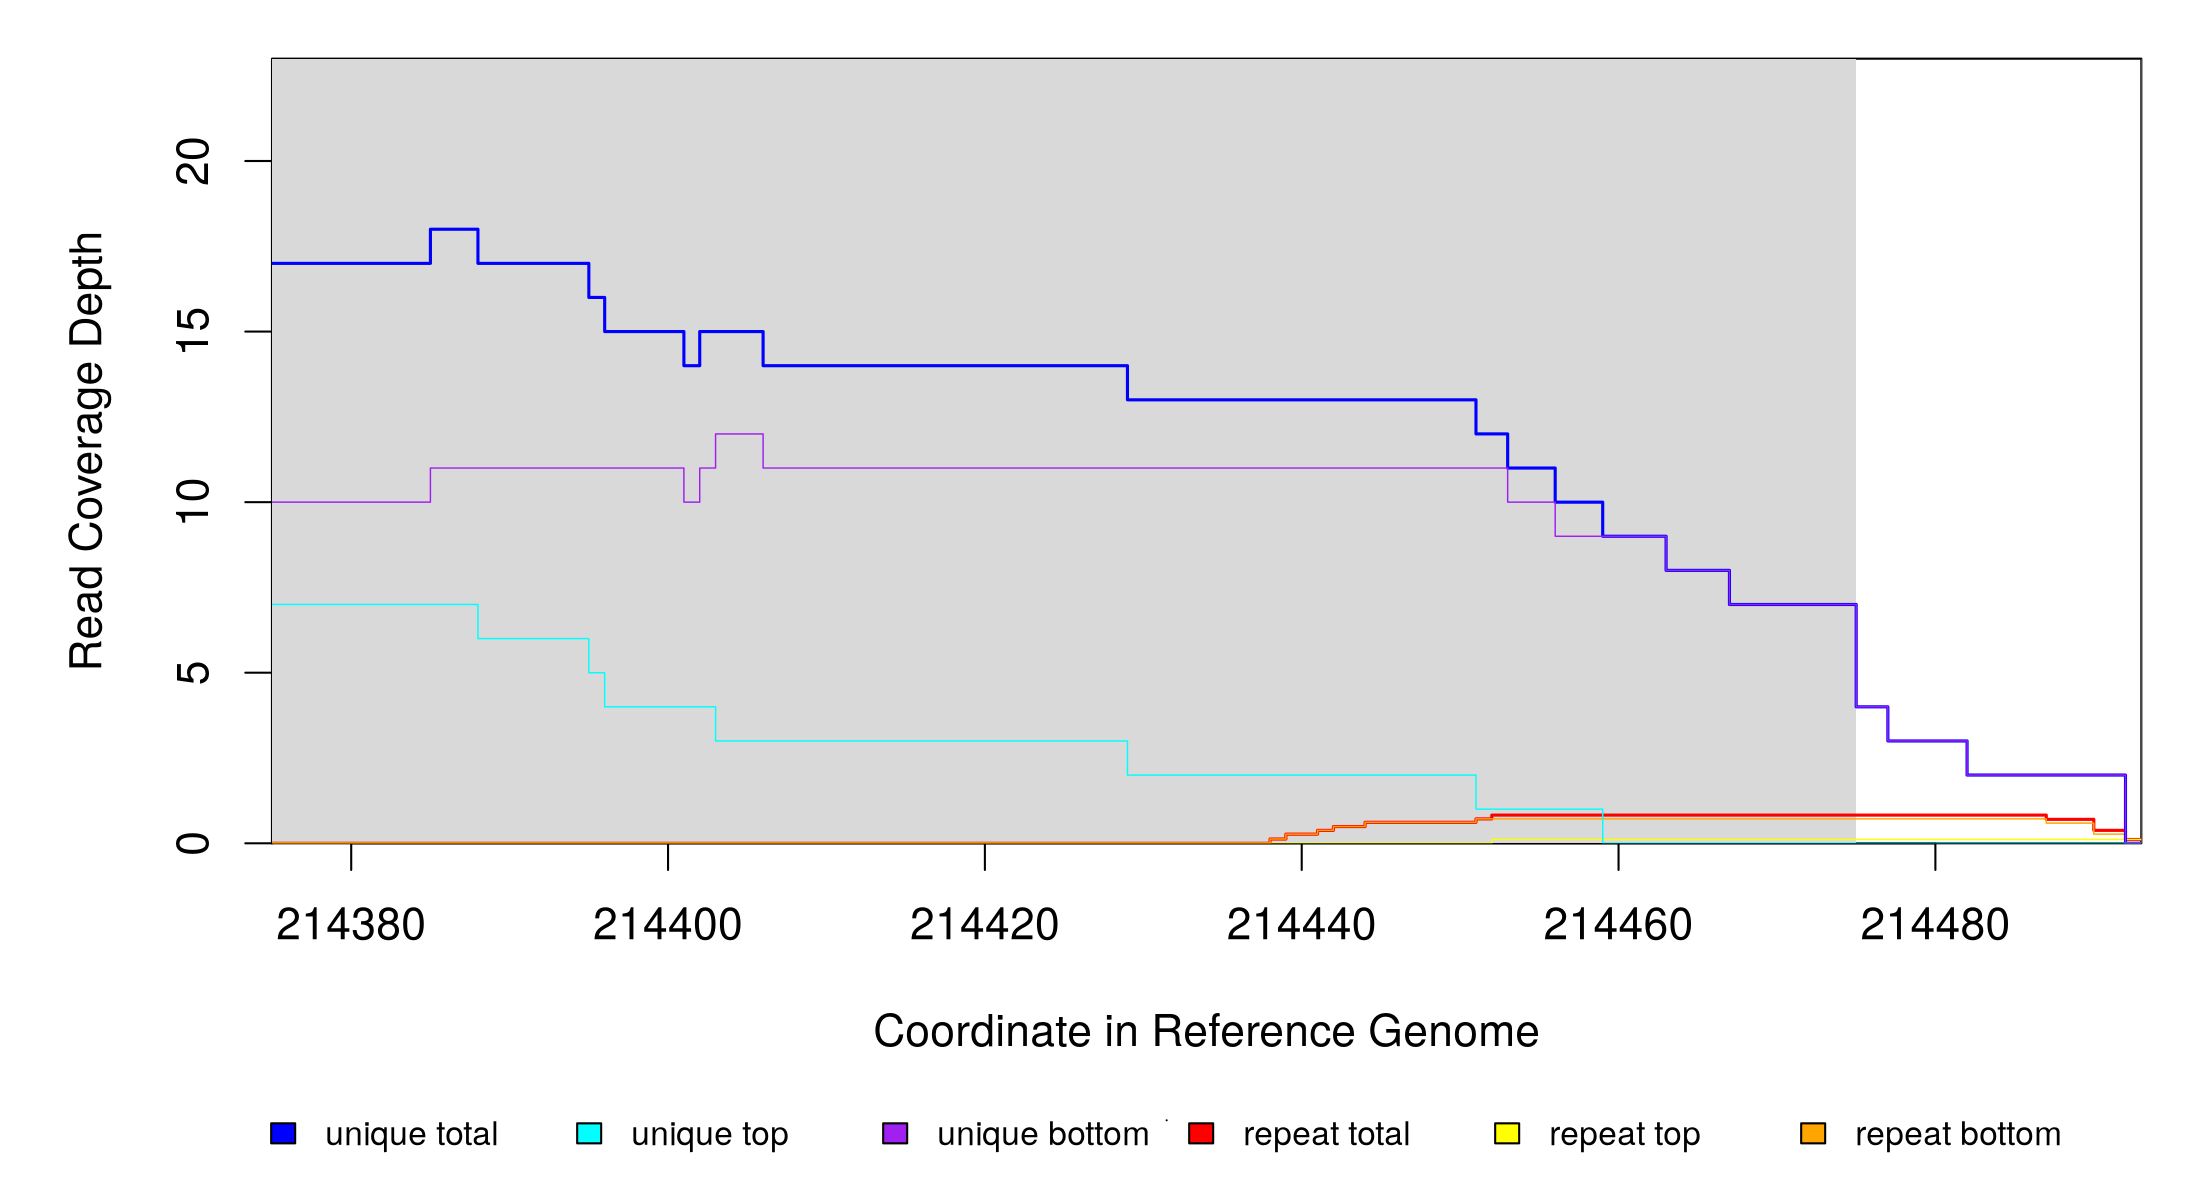 Read Coverage Depth
20
15
10
5
0
214380 214400 214420 214440 214460 214480
Coordinate in Reference Genome
unique total unique top unique bottom repeat total repeat top repeat bottom